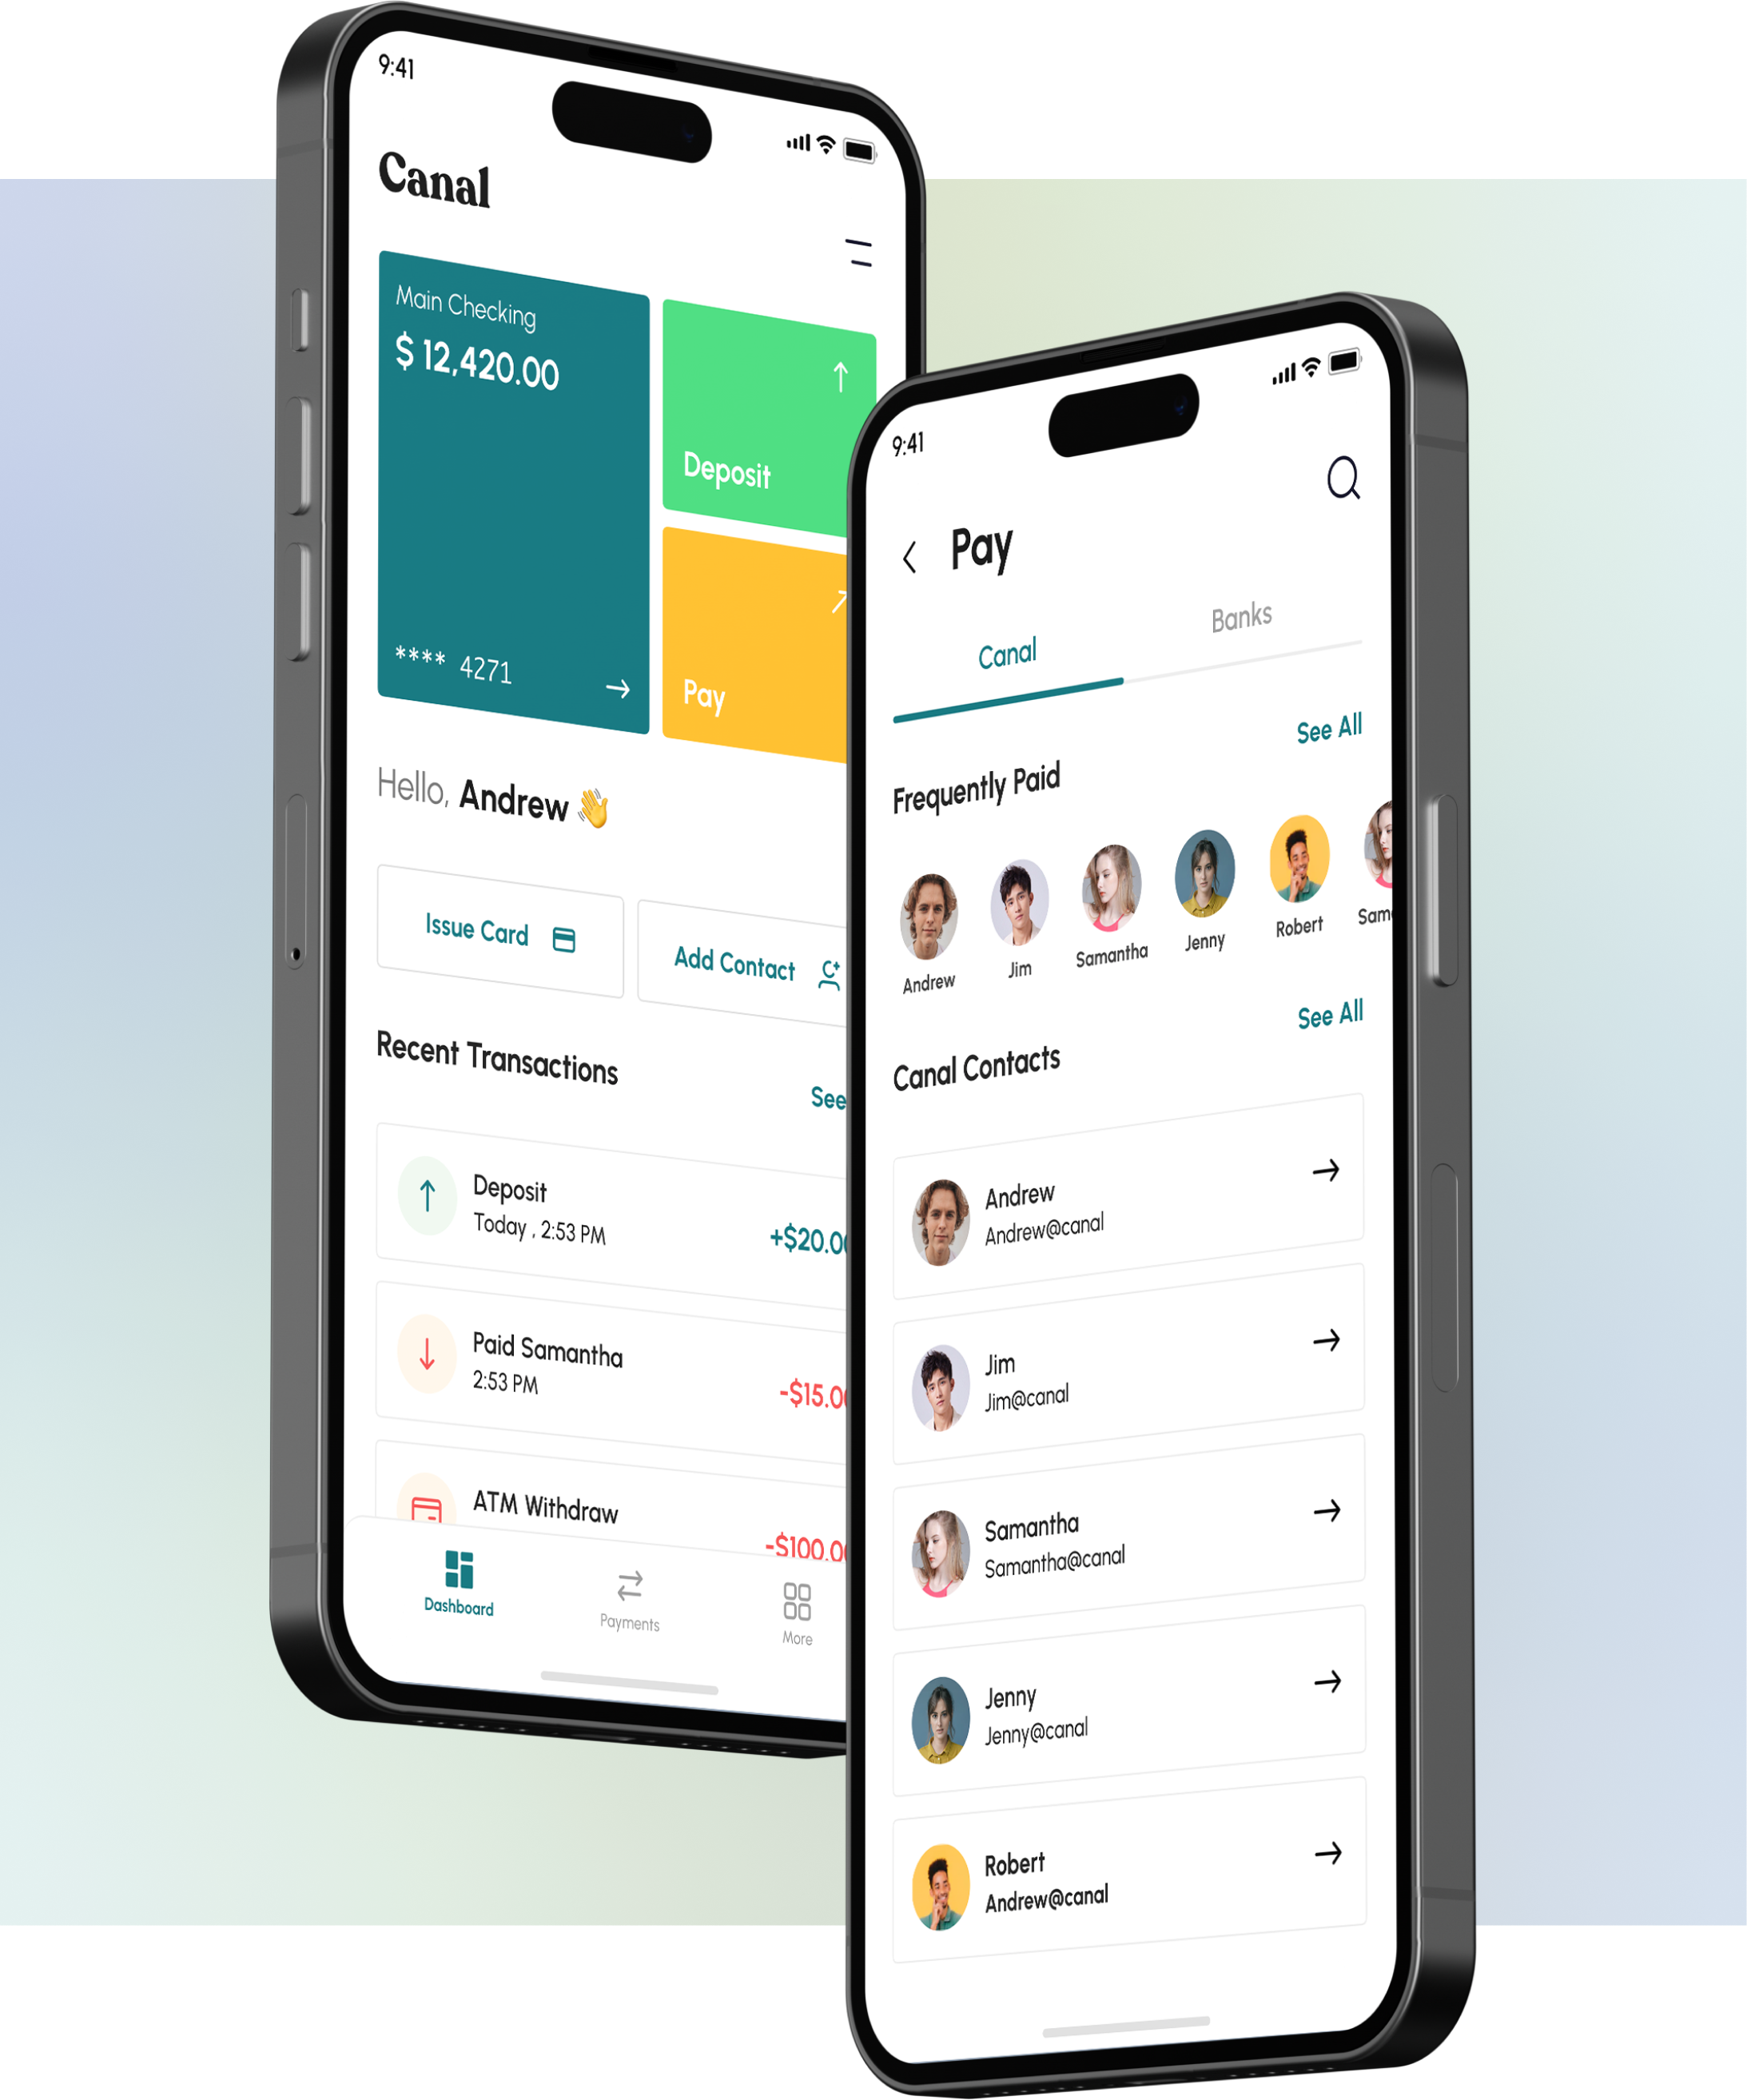 9:41
Canal
Main Checking
$ 12,420.00
**** 4271
Deposit
Pay
Hello, Andrew 👋
Issue Card
Add Contact
Recent Transactions
See
Deposit
Today , 2:53 PM
+$20.00
Paid Samantha
2:53 PM
-$15.00
ATM Withdraw
-$100.00
Dashboard
Payments
More
9:41
Pay
Canal
Banks
See All
Frequently Paid
Andrew
Jim
Samantha
Jenny
Robert
Sam
See All
Canal Contacts
Andrew
Andrew@canal
Jim
Jim@canal
Samantha
Samantha@canal
Jenny
Jenny@canal
Robert
Andrew@canal